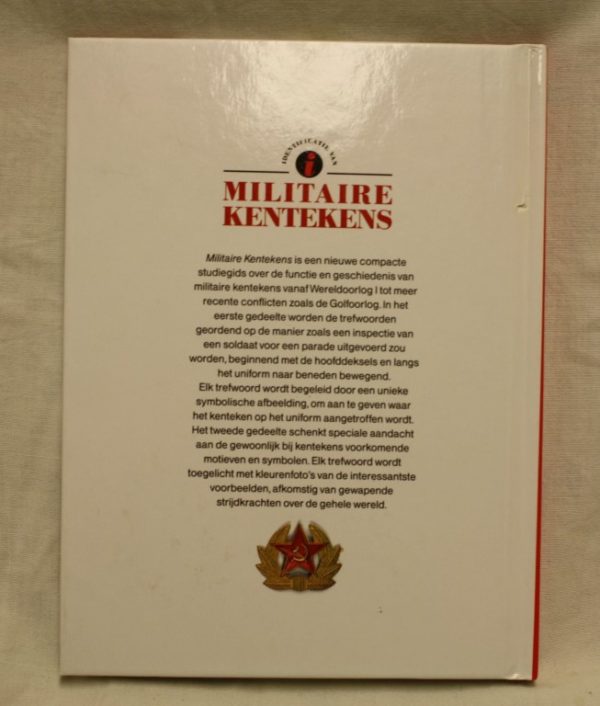 IDENTIFICATIE VAN
i
MILITAIRE
KENTEKENS
Militaire Kentekens is een nieuwe compacte
studiegids over de functie en geschiedenis van
militaire kentekens vanaf Wereldoorlog I tot meer
recente conflicten zoals de Golfoorlog. In het
eerste gedeelte worden de trefwoorden
geordend op de manier zoals een inspectie van
een soldaat voor een parade uitgevoerd zou
worden, beginnend met de hoofddeksels en langs
het uniform naar beneden bewegend.
Elk trefwoord wordt begeleid door een unieke
symbolische afbeelding, om aan te geven waar
het kenteken op het uniform aangetroffen wordt.
Het tweede gedeelte schenkt speciale aandacht
aan de gewoonlijk bij kentekens voorkomende
motieven en symbolen. Elk trefwoord wordt
toegelicht met kleurenfoto's van de interessantste
voorbeelden, afkomstig van gewapende
strijdkrachten over de gehele wereld.